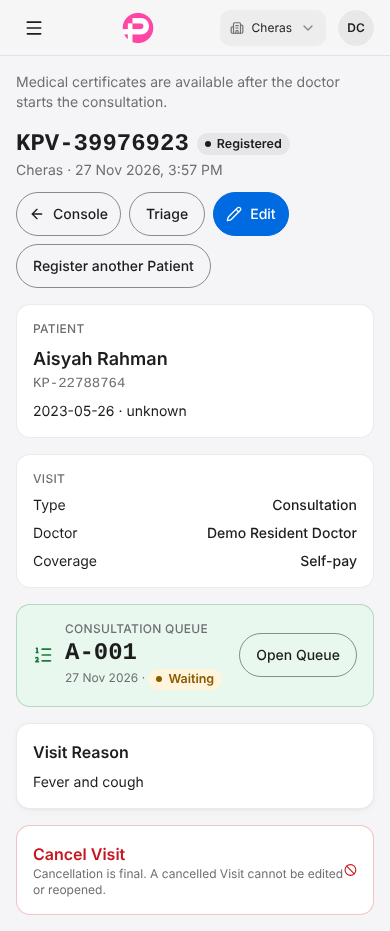 Cheras
DC
Medical certificates are available after the doctor
starts the consultation.
KPV-39976923
Registered
Cheras · 27 Nov 2026, 3:57 PM
Console
Triage
Edit
Register another Patient
PATIENT
Aisyah Rahman
KP-22788764
2023-05-26 · unknown
VISIT
Type Consultation
Doctor Demo Resident Doctor
Coverage Self-pay
CONSULTATION QUEUE
A-001
27 Nov 2026 · Waiting
Open Queue
Visit Reason
Fever and cough
Cancel Visit
Cancellation is final. A cancelled Visit cannot be edited
or reopened.